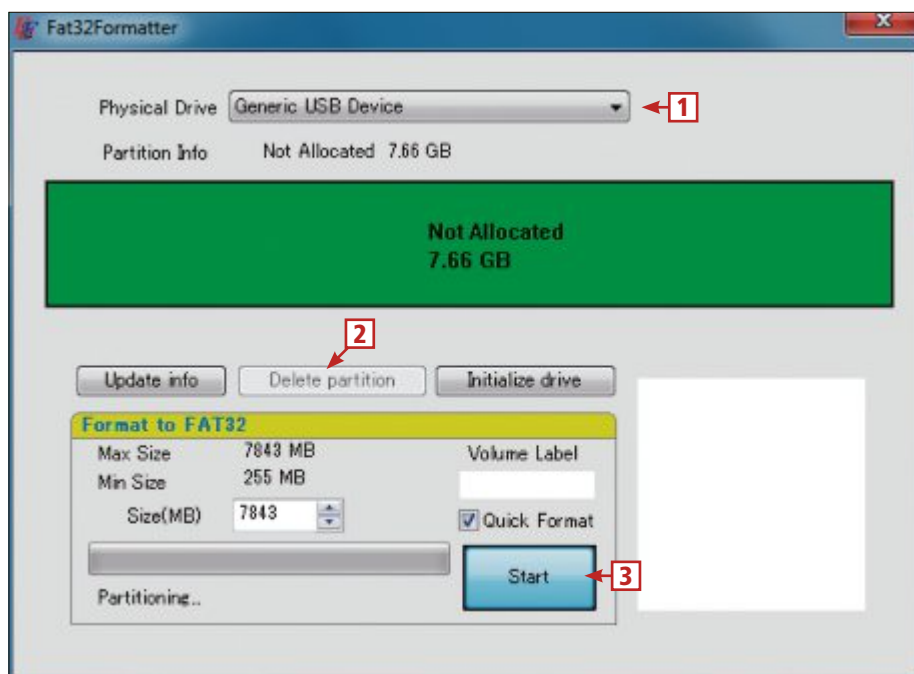 Fat32Formatter
Physical Drive Generic USB Device 1
Partition Info Not Allocated 7.66 GB
Not Allocated
7.66 GB
2
Update info Delete partition Initialize drive
Format to FAT32
Max Size 7843 MB Volume Label
Min Size 255 MB
Size(MB) 7843 Quick Format
Start 3
Partitioning..